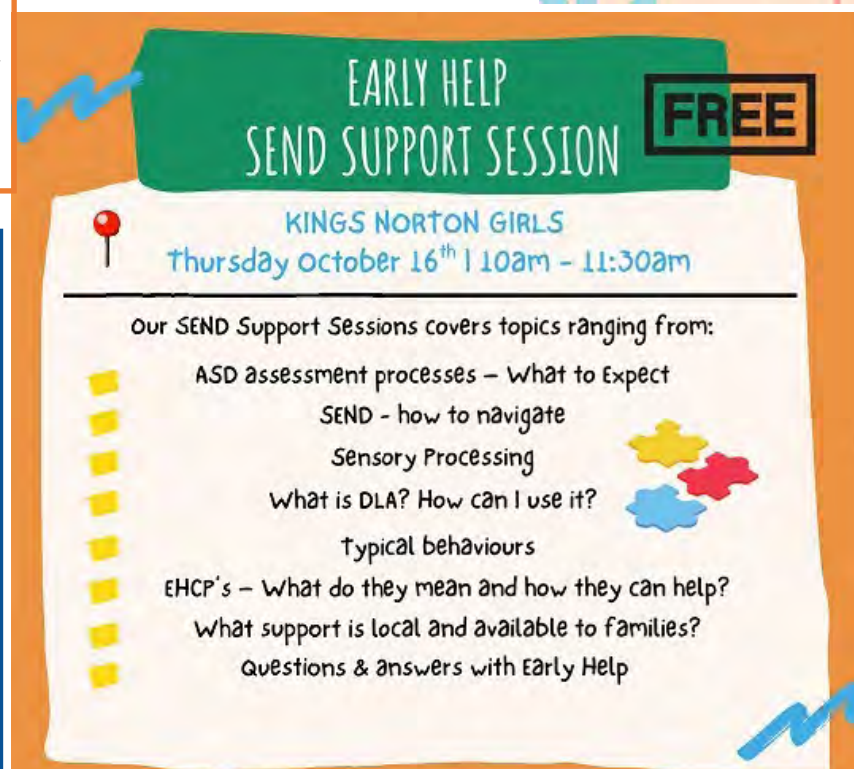 EARLY HELP
SEND SUPPORT SESSION
FREE
KINGS NORTON GIRLS
Thursday October 16th | 10am - 11:30am
Our SEND Support Sessions covers topics ranging from:
ASD assessment processes – What to Expect
SEND - how to navigate
Sensory Processing
What is DLA? How can I use it?
Typical behaviours
EHCP's – What do they mean and how they can help?
What support is local and available to families?
Questions & answers with Early Help